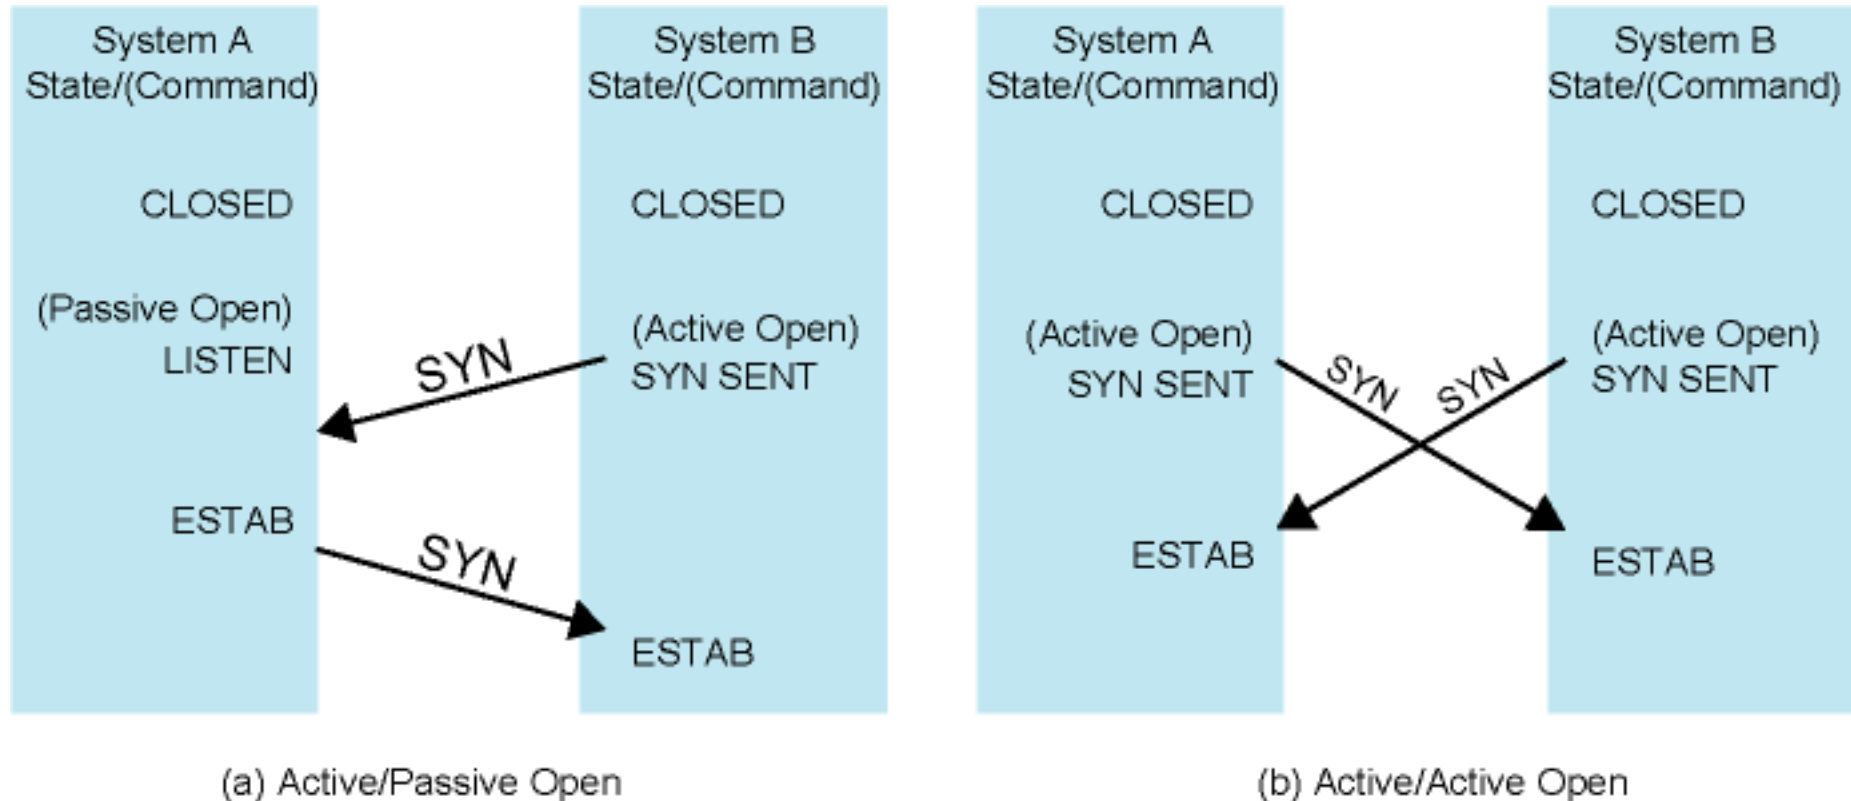 System A
State/(Command)
CLOSED
(Passive Open)
LISTEN
ESTAB
SYN
SYN
System B
State/(Command)
CLOSED
(Active Open)
SYN SENT
ESTAB
(a) Active/Passive Open
System A
State/(Command)
CLOSED
(Active Open)
SYN SENT
ESTAB
SYN
SYN
System B
State/(Command)
CLOSED
(Active Open)
SYN SENT
ESTAB
(b) Active/Active Open